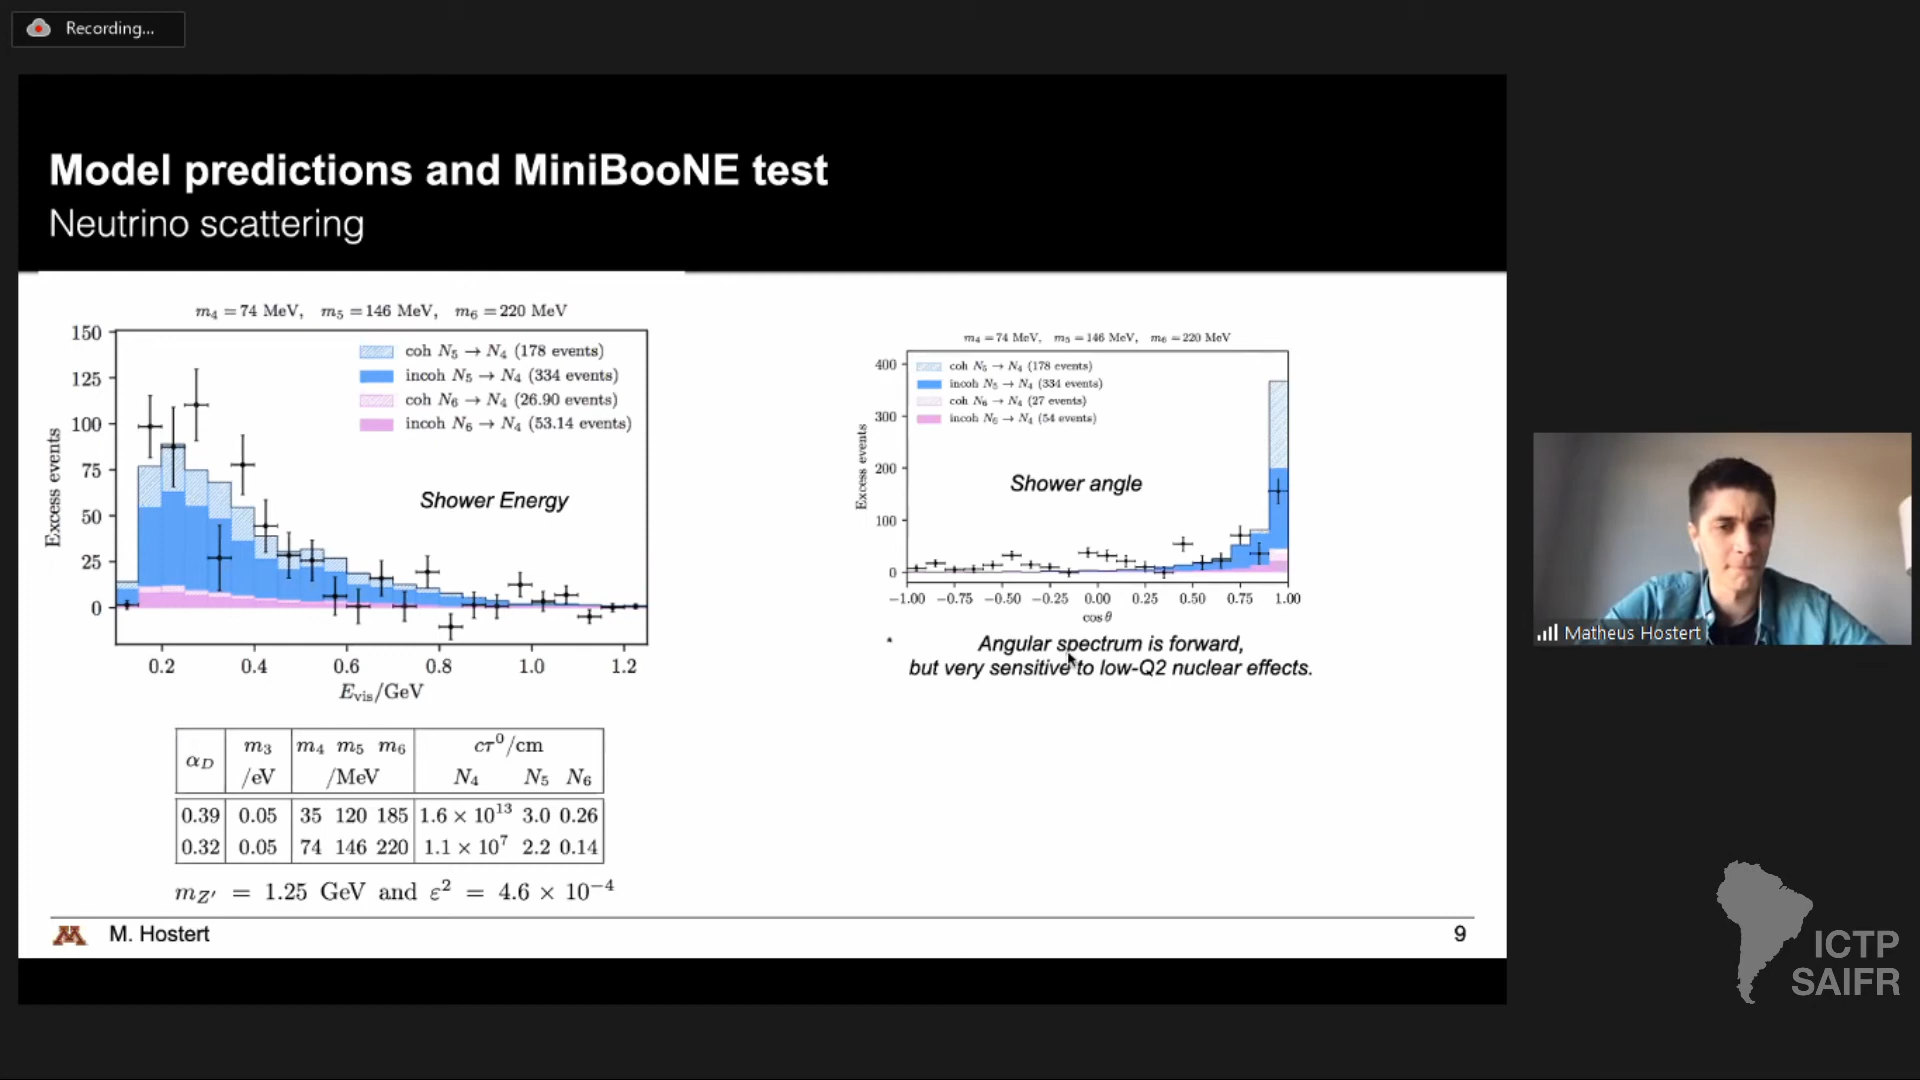 Recording...
Model predictions and MiniBooNE test
Neutrino scattering
m₄ = 74 MeV, m₅ = 146 MeV, m₆ = 220 MeV
150
125
100
75
50
25
0
Excess events
coh N₅ → N₄ (178 events)
incoh N₅ → N₄ (334 events)
coh N₆ → N₄ (26.90 events)
incoh N₆ → N₄ (53.14 events)
Shower Energy
0.2 0.4 0.6 0.8 1.0 1.2
E_vis/GeV
m₄ = 74 MeV, m₅ = 146 MeV, m₆ = 220 MeV
400
300
200
100
0
Excess events
coh N₅ → N₄ (178 events)
incoh N₅ → N₄ (334 events)
coh N₆ → N₄ (27 events)
incoh N₆ → N₄ (54 events)
Shower angle
−1.00 −0.75 −0.50 −0.25 0.00 0.25 0.50 0.75 1.00
cos θ
* Angular spectrum is forward,
but very sensitive to low-Q2 nuclear effects.
α_D m₃ m₄ m₅ m₆ cτ⁰/cm
/eV /MeV N₄ N₅ N₆
0.39 0.05 35 120 185 1.6 × 10¹³ 3.0 0.26
0.32 0.05 74 146 220 1.1 × 10⁷ 2.2 0.14
m_Z′ = 1.25 GeV and ε² = 4.6 × 10⁻⁴
M M. Hostert
9
Matheus Hostert
ICTP
SAIFR